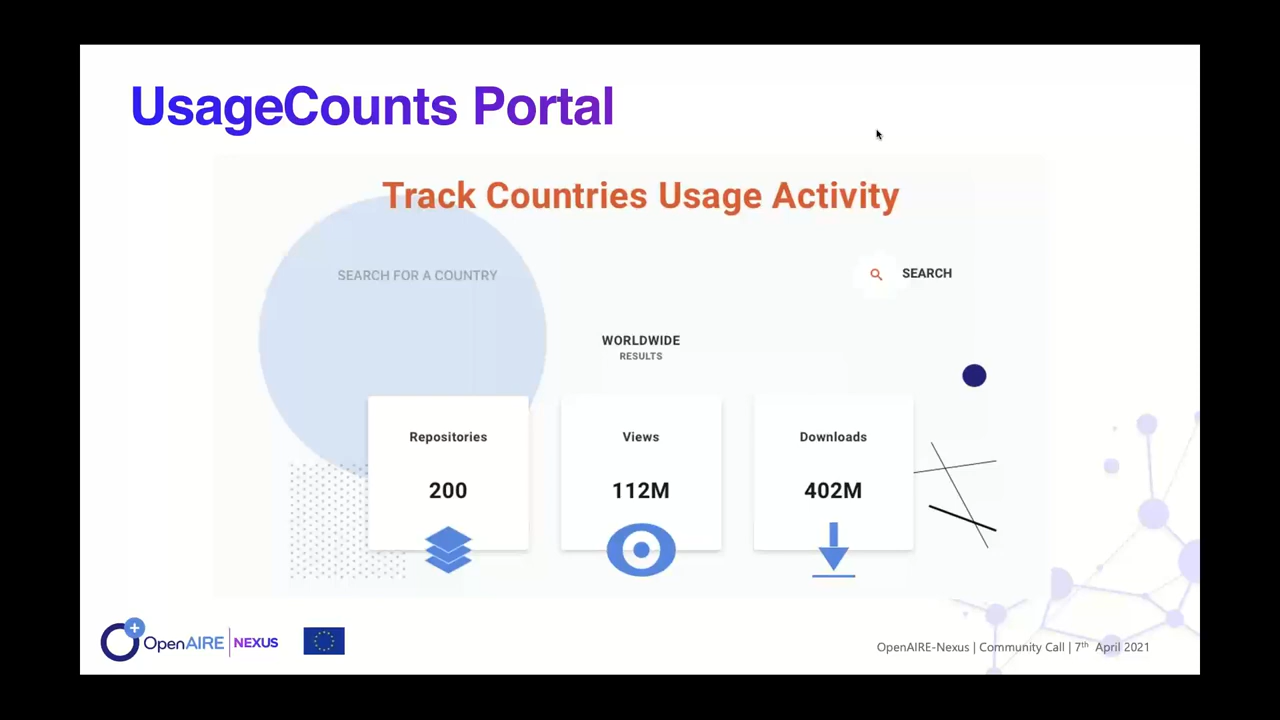 UsageCounts Portal
Track Countries Usage Activity
SEARCH FOR A COUNTRY
SEARCH
WORLDWIDE
RESULTS
Repositories
Views
Downloads
200
112M
402M
OpenAIRE NEXUS
OpenAIRE-Nexus | Community Call | 7th April 2021